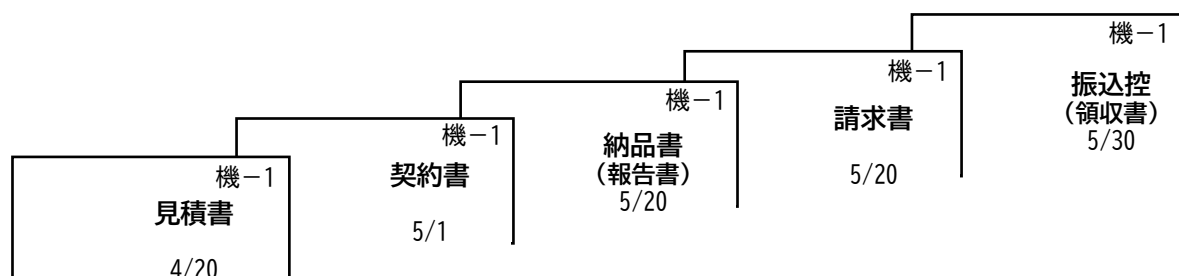 機－1
見積書
4/20
機－1
契約書
5/1
機－1
納品書
（報告書）
5/20
機－1
請求書
5/20
機－1
振込控
（領収書）
5/30